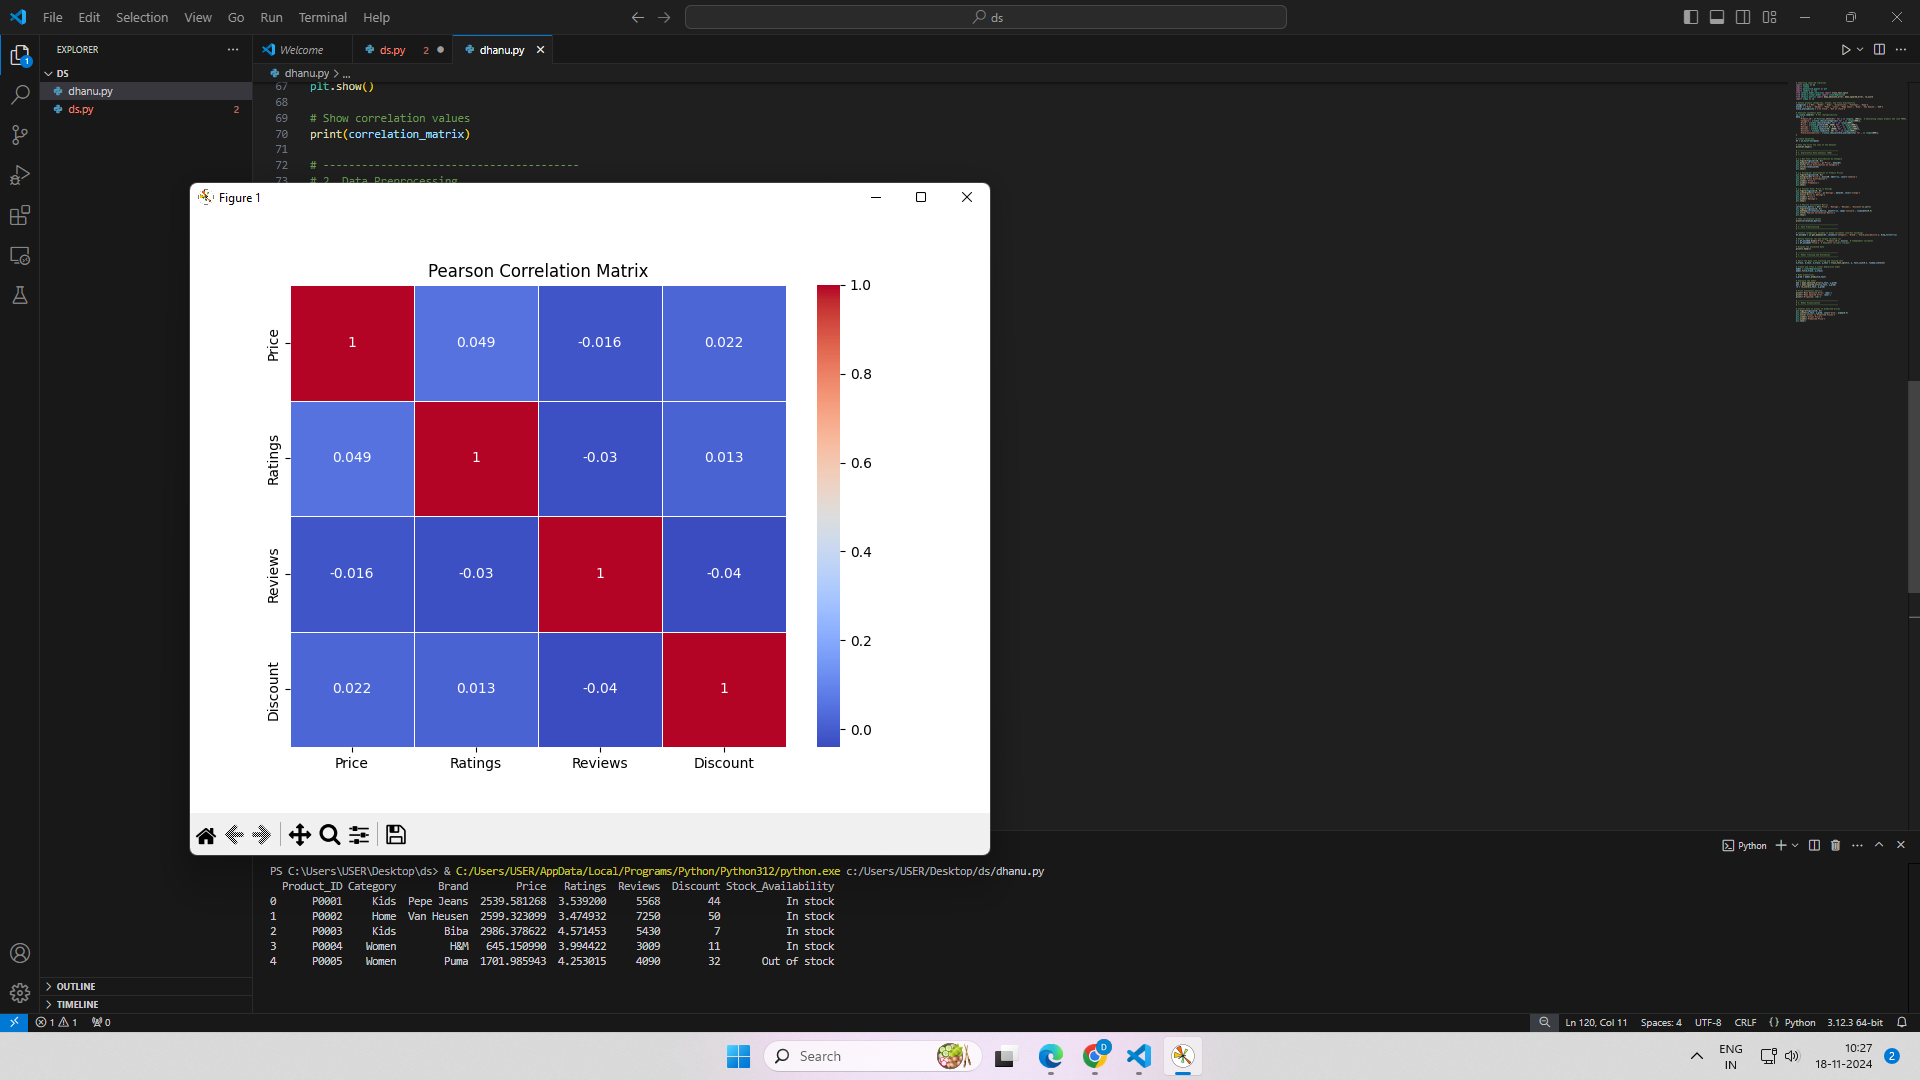 File Edit Selection View Go Run Terminal Help
ds
EXPLORER
Welcome
ds.py 2
dhanu.py
DS
dhanu.py
ds.py 2
dhanu.py > ...
67 plt.show()
68
69 # Show correlation values
70 print(correlation_matrix)
71
72 # ----------------------------------------
73 # 2. Data Preprocessing
Figure 1
Pearson Correlation Matrix
Price 1 0.049 -0.016 0.022
Ratings 0.049 1 -0.03 0.013
Reviews -0.016 -0.03 1 -0.04
Discount 0.022 0.013 -0.04 1
Price Ratings Reviews Discount
1.0
0.8
0.6
0.4
0.2
0.0
Python
PS C:\Users\USER\Desktop\ds> & C:/Users/USER/AppData/Local/Programs/Python/Python312/python.exe c:/Users/USER/Desktop/ds/dhanu.py
Product_ID Category Brand Price Ratings Reviews Discount Stock_Availability
0 P0001 Kids Pepe Jeans 2539.581268 3.539200 5568 44 In stock
1 P0002 Home Van Heusen 2599.323099 3.474932 7250 50 In stock
2 P0003 Kids Biba 2986.378622 4.571453 5430 7 In stock
3 P0004 Women H&M 645.150990 3.994422 3009 11 In stock
4 P0005 Women Puma 1701.985943 4.253015 4090 32 Out of stock
OUTLINE
TIMELINE
1 1 0
Ln 120, Col 11 Spaces: 4 UTF-8 CRLF {} Python 3.12.3 64-bit
Search
D
ENG
IN
10:27
18-11-2024
2
1